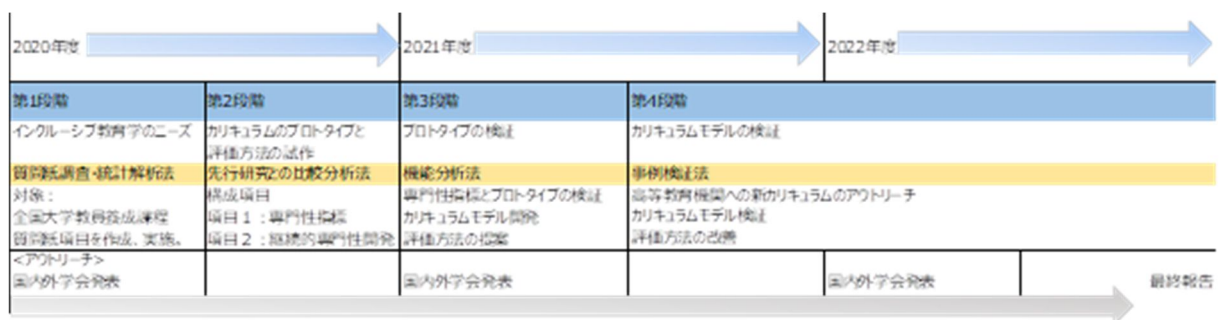 2020年度
2021年度
2022年度
第1段階
第2段階
第3段階
第4段階
インクルーシブ教育学のニーズ
カリキュラムのプロトタイプと
評価方法の試作
プロトタイプの検証
カリキュラムモデルの検証
質問紙調査・統計解析法
先行研究との比較分析法
機能分析法
事例検証法
対象：
全国大学教員養成課程
質問紙項目を作成、実施。
構成項目
項目1：専門性指標
項目2：継続的専門性開発
専門性指標とプロトタイプの検証
カリキュラムモデル開発
評価方法の提案
高等教育機関への新カリキュラムのアウトリーチ
カリキュラムモデル検証
評価方法の改善
<アウトリーチ>
国内外学会発表
国内外学会発表
国内外学会発表
最終報告